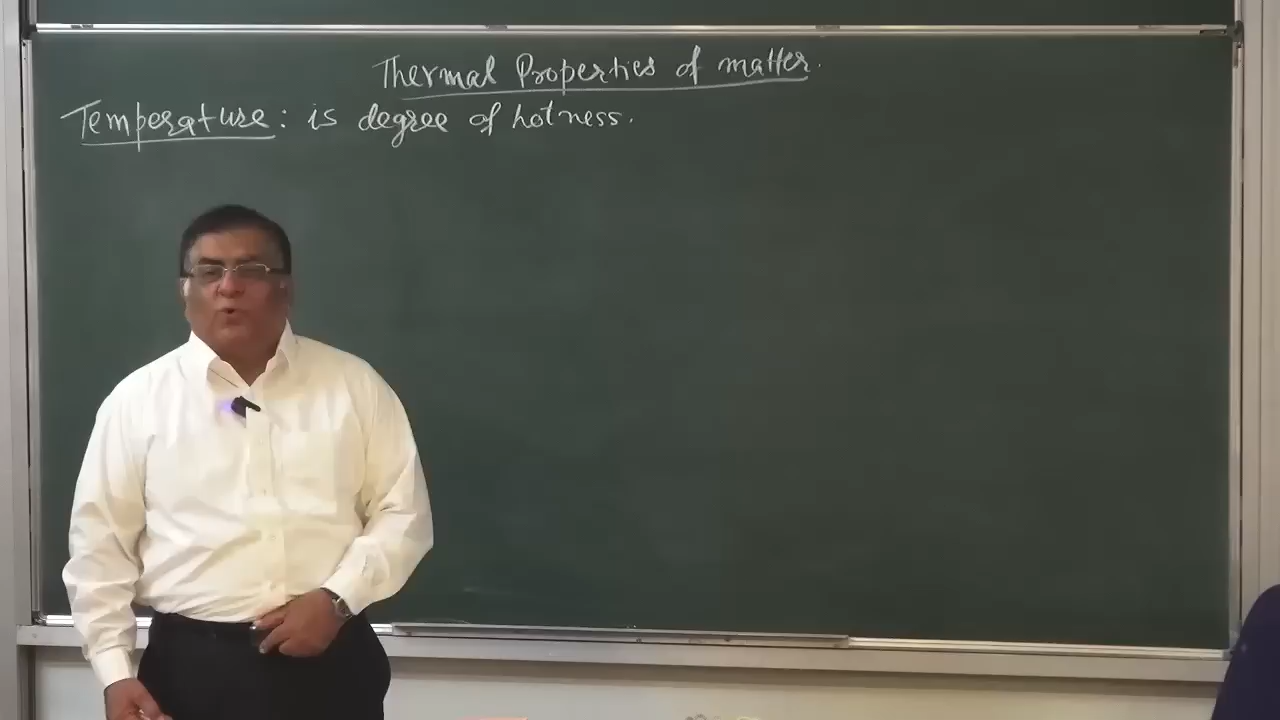 Thermal Properties of matter.
Temperature: is degree of hotness.